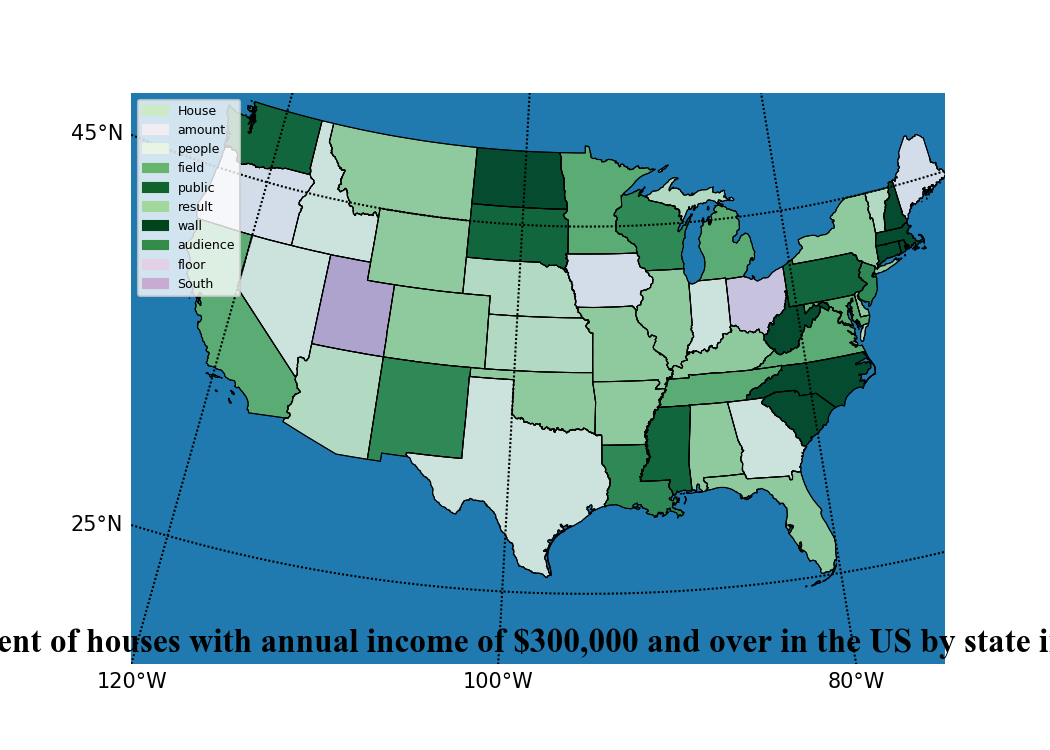 House
amount
people
field
public
result
wall
audience
floor
South
45°N
25°N
ent of houses with annual income of $300,000 and over in the US by state i
120°W 100°W 80°W